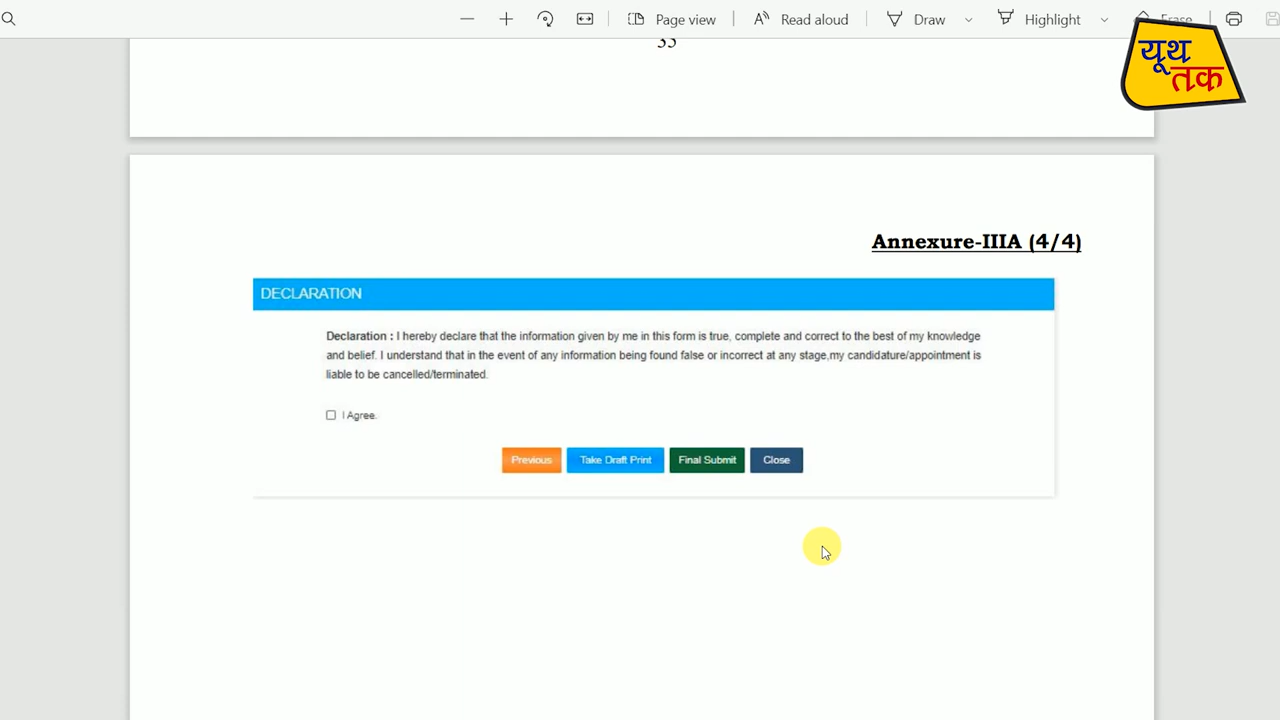 Page view
Read aloud
Draw
Highlight
Erase
यूथ
तक
33
Annexure-IIIA (4/4)
DECLARATION
Declaration : I hereby declare that the information given by me in this form is true, complete and correct to the best of my knowledge
and belief. I understand that in the event of any information being found false or incorrect at any stage,my candidature/appointment is
liable to be cancelled/terminated.
I Agree.
Previous
Take Draft Print
Final Submit
Close